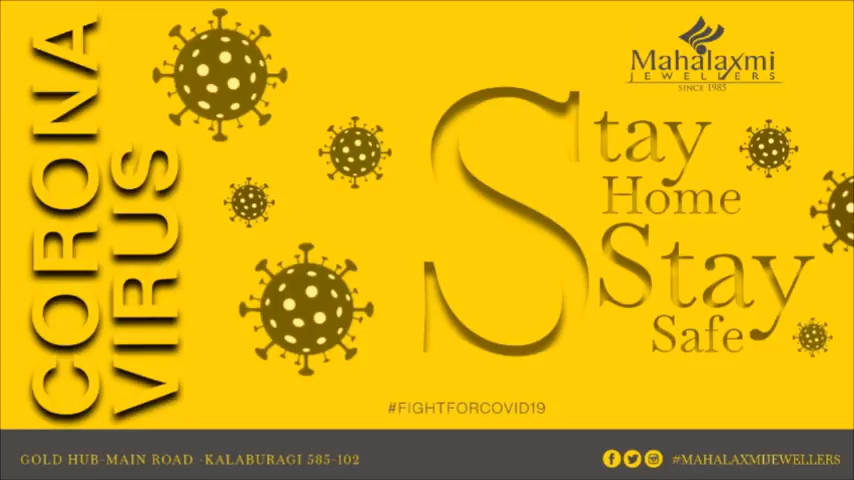 CORONA
VIRUS
Mahalaxmi
JEWELLERS
SINCE 1985
Stay
Home
Stay
Safe
#FIGHTFORCOVID19
GOLD HUB-MAIN ROAD -KALABURAGI 585-102
#MAHALAXMIJEWELLERS